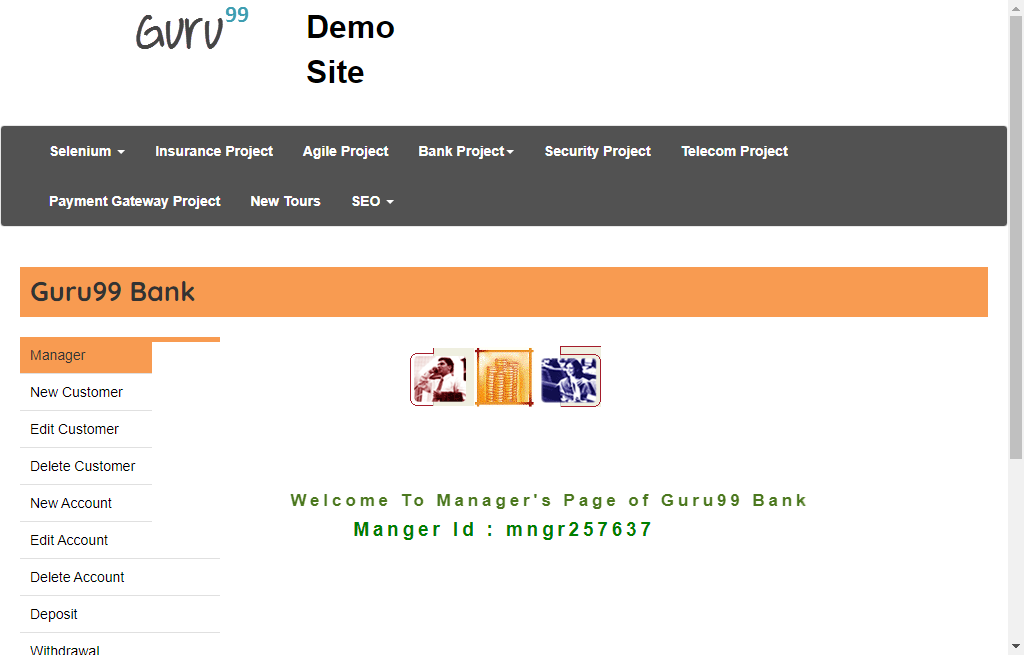 Guru99
Demo
Site
Selenium
Insurance Project
Agile Project
Bank Project
Security Project
Telecom Project
Payment Gateway Project
New Tours
SEO
Guru99 Bank
Manager
New Customer
Edit Customer
Delete Customer
New Account
Edit Account
Delete Account
Deposit
Withdrawal
Welcome To Manager's Page of Guru99 Bank
Manger Id : mngr257637